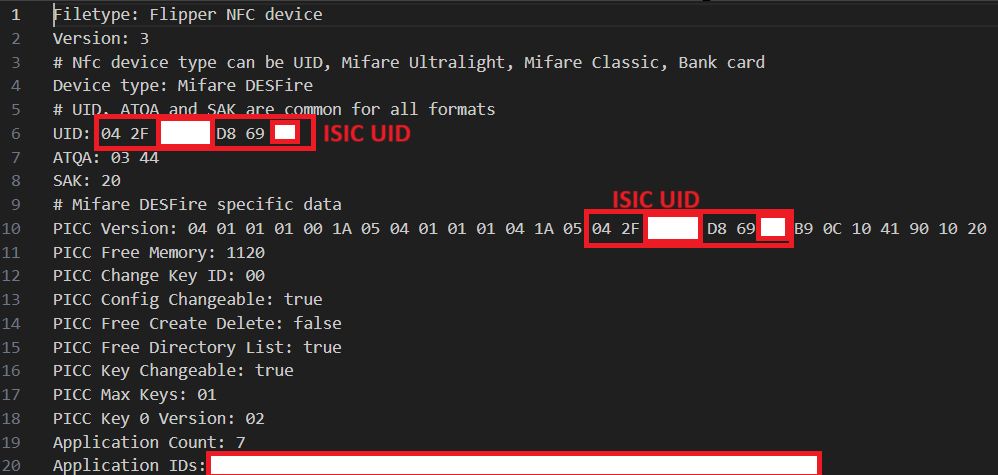 1 Filetype: Flipper NFC device
2 Version: 3
3 # Nfc device type can be UID, Mifare Ultralight, Mifare Classic, Bank card
4 Device type: Mifare DESFire
5 # UID, ATQA and SAK are common for all formats
6 UID: 04 2F D8 69 ISIC UID
7 ATQA: 03 44
8 SAK: 20
9 # Mifare DESFire specific data
ISIC UID
10 PICC Version: 04 01 01 01 00 1A 05 04 01 01 01 04 1A 05 04 2F D8 69 B9 0C 10 41 90 10 20
11 PICC Free Memory: 1120
12 PICC Change Key ID: 00
13 PICC Config Changeable: true
14 PICC Free Create Delete: false
15 PICC Free Directory List: true
16 PICC Key Changeable: true
17 PICC Max Keys: 01
18 PICC Key 0 Version: 02
19 Application Count: 7
20 Application IDs: